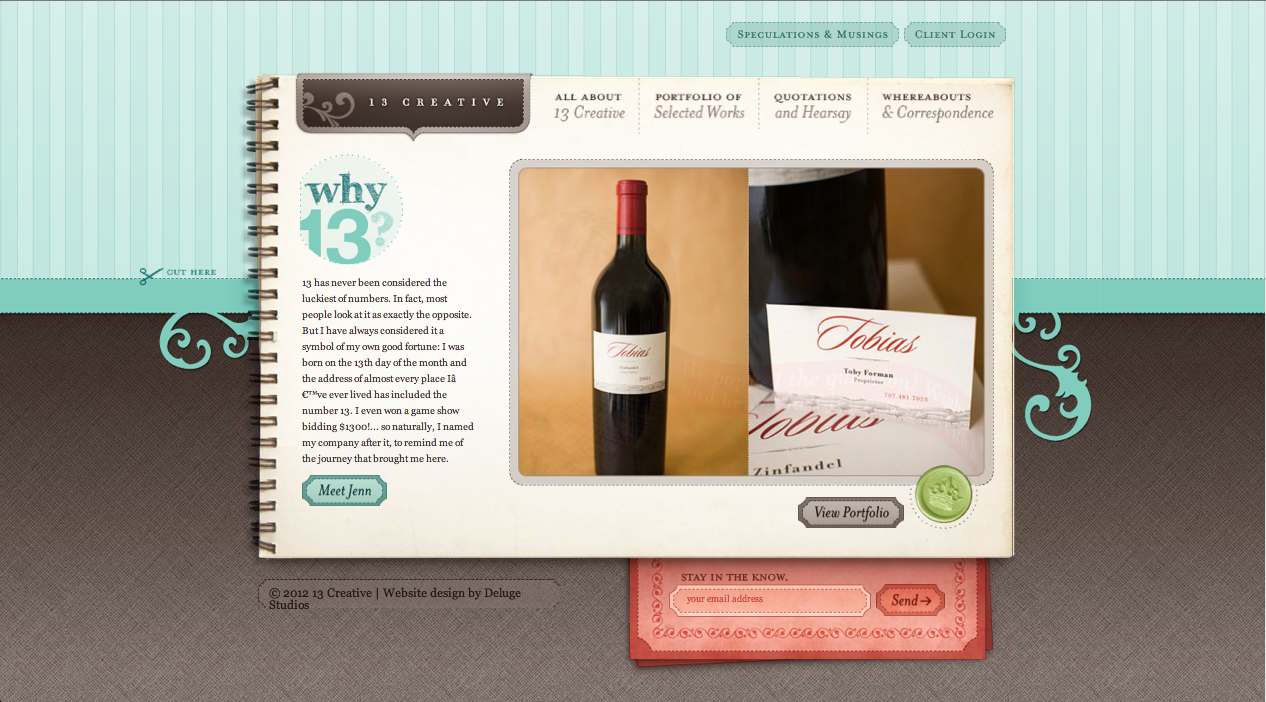 SPECULATIONS & MUSINGS
CLIENT LOGIN
13 CREATIVE
ALL ABOUT
13 Creative
PORTFOLIO OF
Selected Works
QUOTATIONS
and Hearsay
WHEREABOUTS
& Correspondence
why
13?
CUT HERE
13 has never been considered the
luckiest of numbers. In fact, most
people look at it as exactly the opposite.
But I have always considered it a
symbol of my own good fortune: I was
born on the 13th day of the month and
the address of almost every place Iâ
€™ve ever lived has included the
number 13. I even won a game show
bidding $1300!... so naturally, I named
my company after it, to remind me of
the journey that brought me here.
Meet Jenn
Tobias
Zinfandel
Tobias
Toby Forman
Proprietor
707.481.705X
Tobias
Zinfandel
View Portfolio
© 2012 13 Creative | Website design by Deluge
Studios
STAY IN THE KNOW.
your email address
Send→